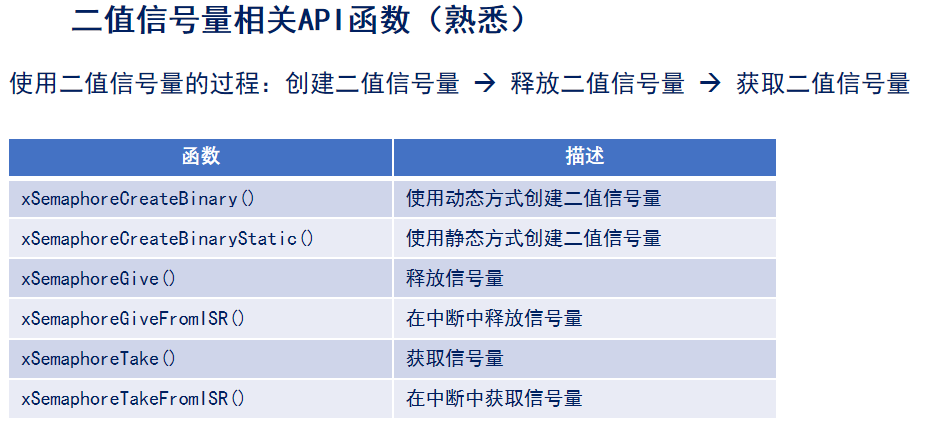 二值信号量相关API函数（熟悉）
使用二值信号量的过程：创建二值信号量 → 释放二值信号量 → 获取二值信号量
函数 描述
xSemaphoreCreateBinary() 使用动态方式创建二值信号量
xSemaphoreCreateBinaryStatic() 使用静态方式创建二值信号量
xSemaphoreGive() 释放信号量
xSemaphoreGiveFromISR() 在中断中释放信号量
xSemaphoreTake() 获取信号量
xSemaphoreTakeFromISR() 在中断中获取信号量